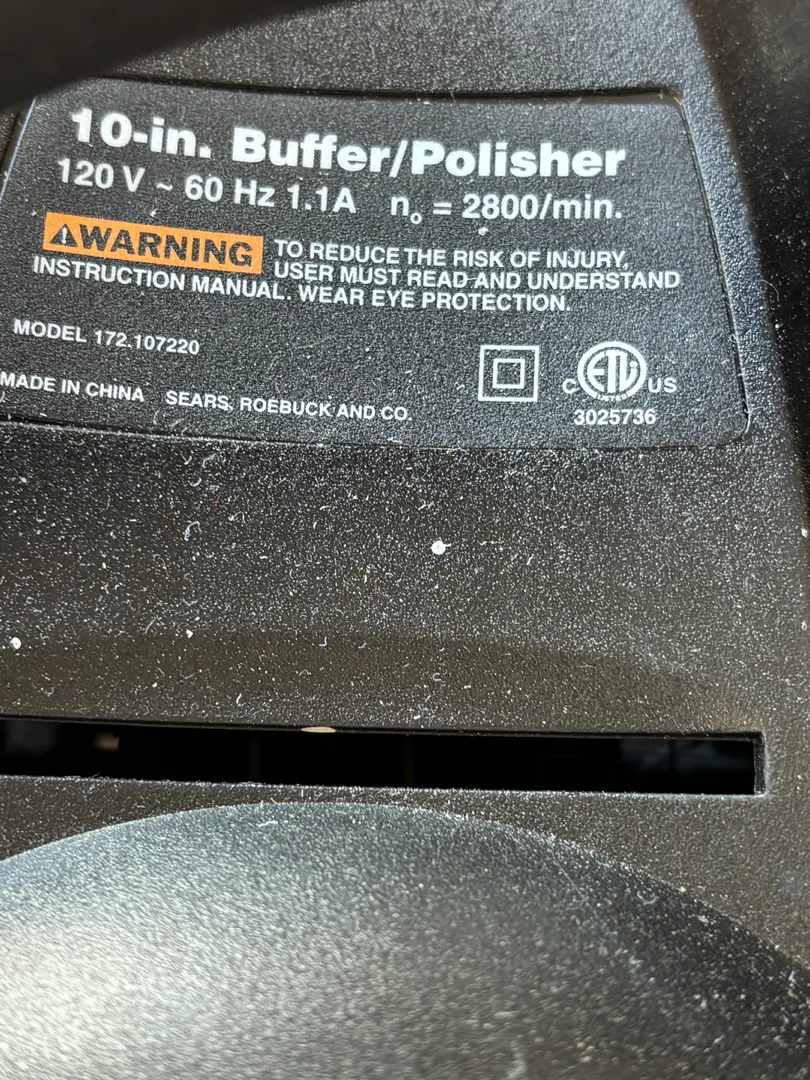 10-in. Buffer/Polisher
120 V ~ 60 Hz 1.1A no = 2800/min.
⚠WARNING TO REDUCE THE RISK OF INJURY,
USER MUST READ AND UNDERSTAND
INSTRUCTION MANUAL. WEAR EYE PROTECTION.
MODEL 172.107220
MADE IN CHINA SEARS, ROEBUCK AND CO.
C ETL US
LISTED
3025736